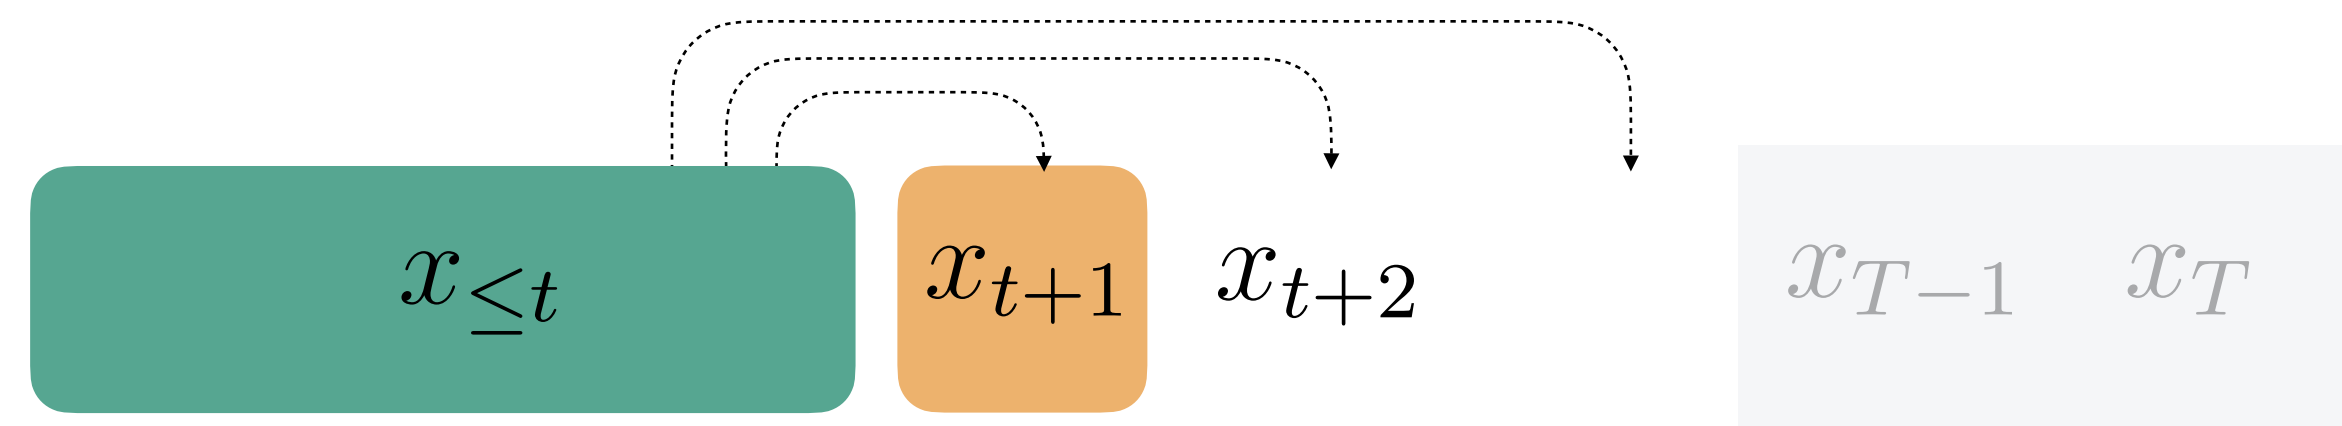 x≤t x_{t+1} x_{t+2} x_{T−1} x_T